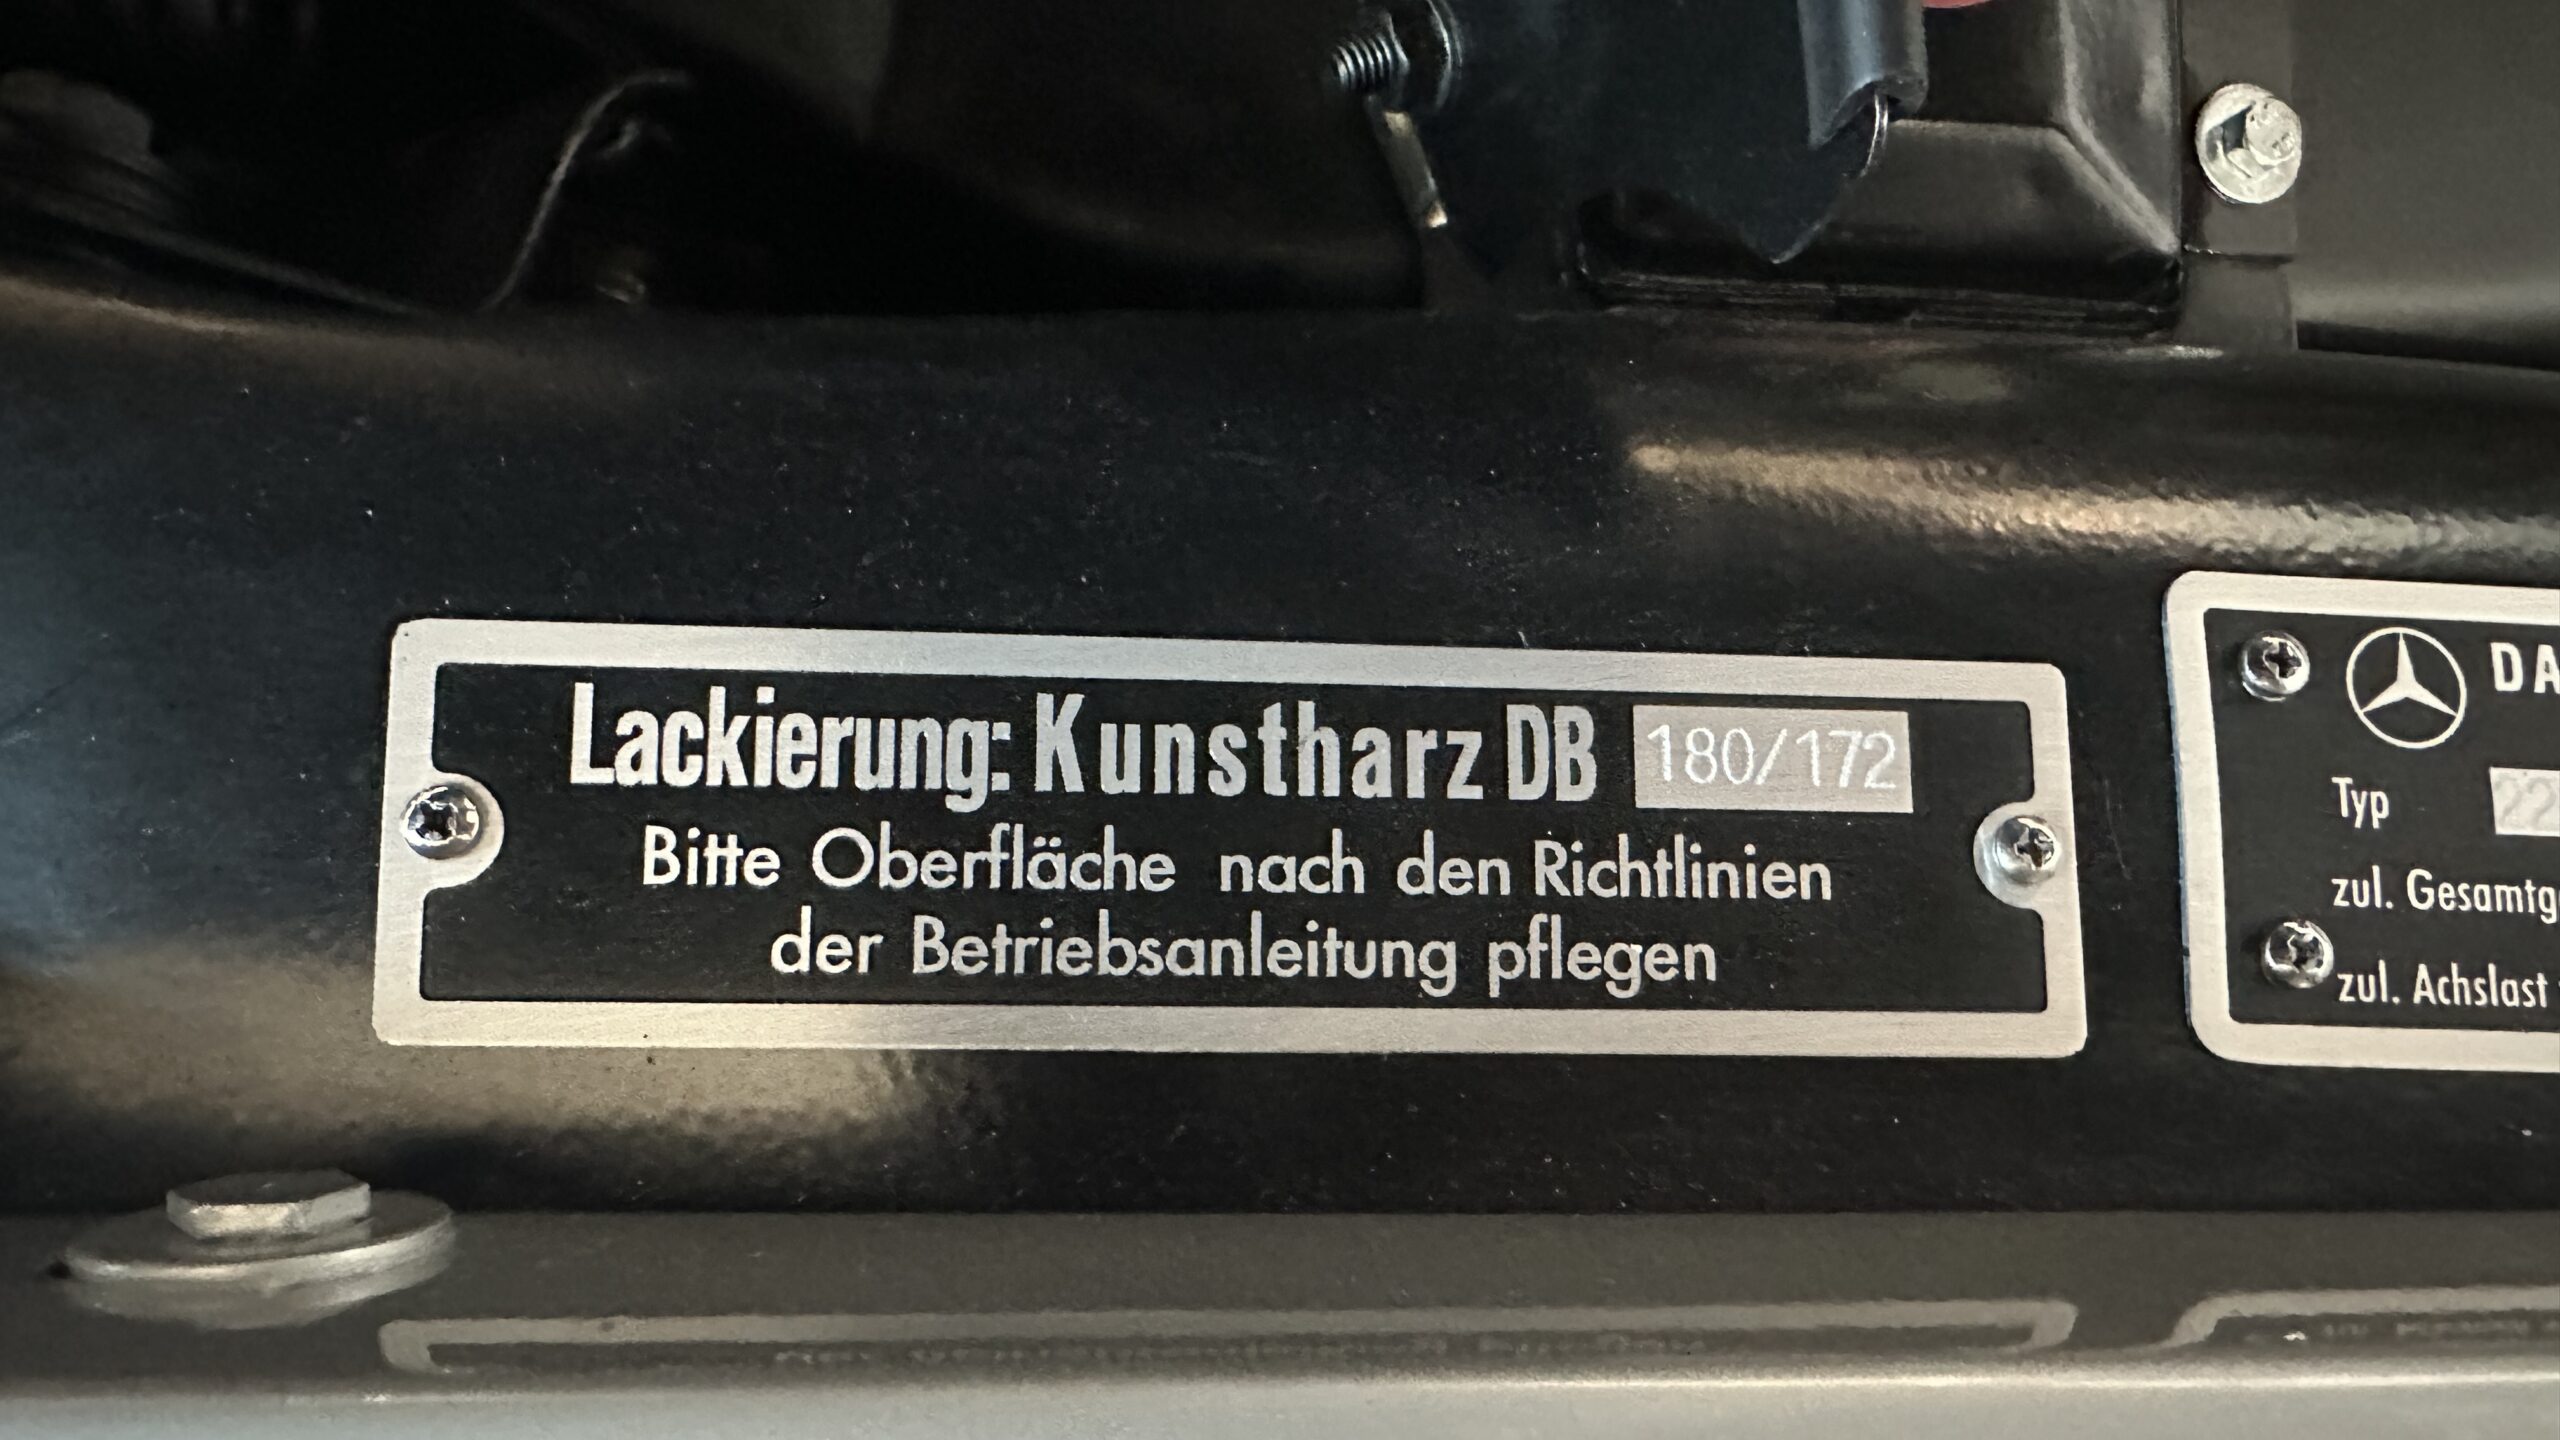 Lackierung: Kunstharz DB 180/172
Bitte Oberfläche nach den Richtlinien
der Betriebsanleitung pflegen
DA
Typ 22
zul. Gesamtg
zul. Achslast